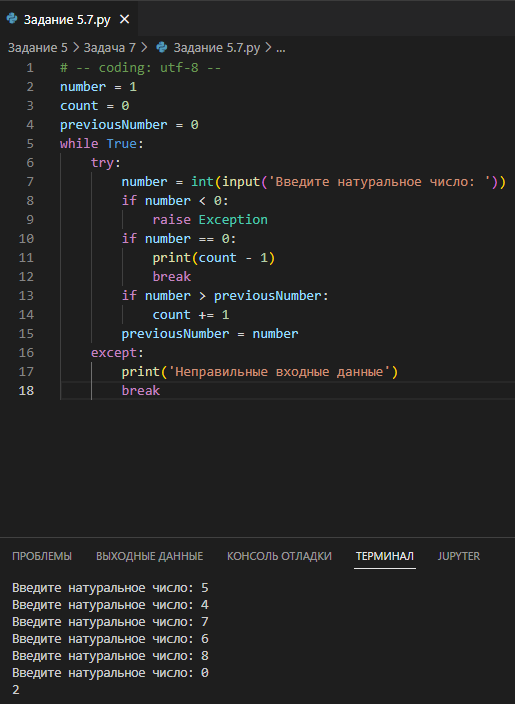 Задание 5.7.py ×
Задание 5 > Задача 7 > Задание 5.7.py > ...
1 # -- coding: utf-8 --
2 number = 1
3 count = 0
4 previousNumber = 0
5 while True:
6 try:
7 number = int(input('Введите натуральное число: '))
8 if number < 0:
9 raise Exception
10 if number == 0:
11 print(count - 1)
12 break
13 if number > previousNumber:
14 count += 1
15 previousNumber = number
16 except:
17 print('Неправильные входные данные')
18 break
ПРОБЛЕМЫ ВЫХОДНЫЕ ДАННЫЕ КОНСОЛЬ ОТЛАДКИ ТЕРМИНАЛ JUPYTER
Введите натуральное число: 5
Введите натуральное число: 4
Введите натуральное число: 7
Введите натуральное число: 6
Введите натуральное число: 8
Введите натуральное число: 0
2